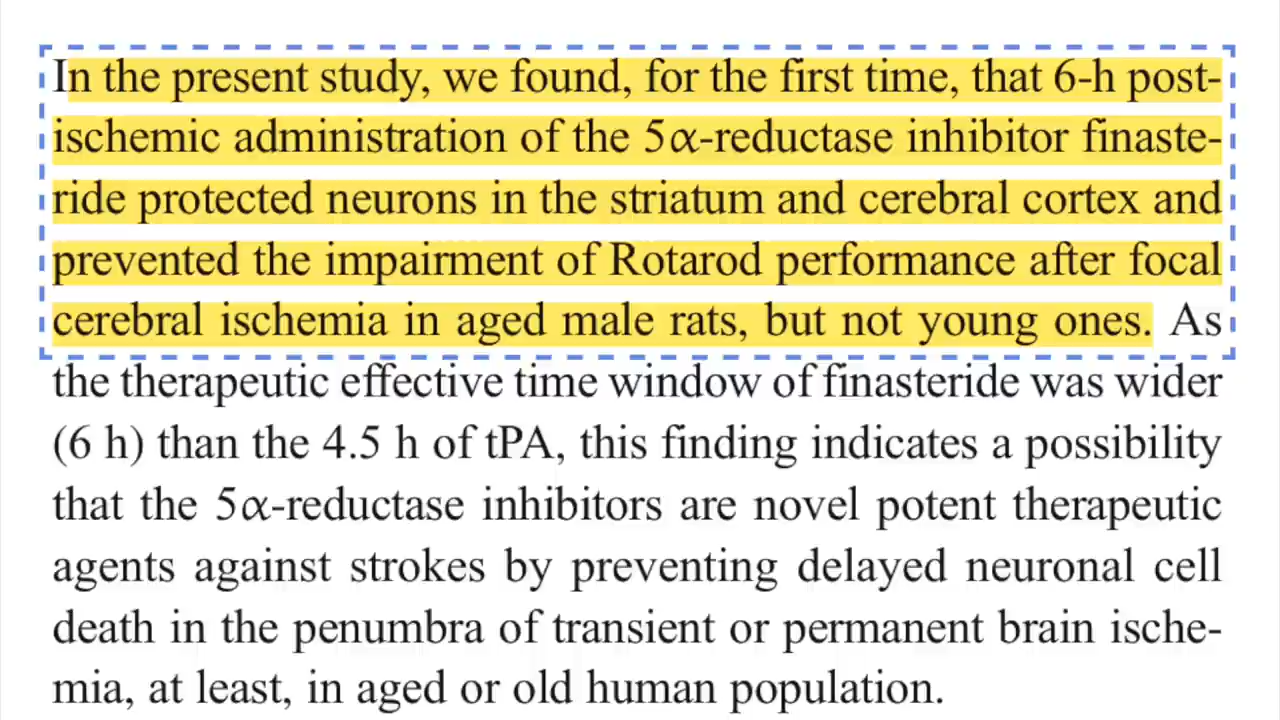 In the present study, we found, for the first time, that 6-h post-
ischemic administration of the 5α-reductase inhibitor finaste-
ride protected neurons in the striatum and cerebral cortex and
prevented the impairment of Rotarod performance after focal
cerebral ischemia in aged male rats, but not young ones. As
the therapeutic effective time window of finasteride was wider
(6 h) than the 4.5 h of tPA, this finding indicates a possibility
that the 5α-reductase inhibitors are novel potent therapeutic
agents against strokes by preventing delayed neuronal cell
death in the penumbra of transient or permanent brain ische-
mia, at least, in aged or old human population.